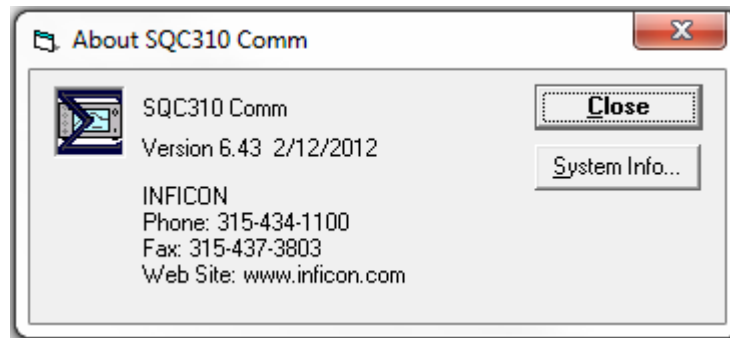 About SQC310 Comm
x
SQC310 Comm
Version 6.43  2/12/2012
INFICON
Phone: 315-434-1100
Fax: 315-437-3803
Web Site: www.inficon.com
Close
System Info...